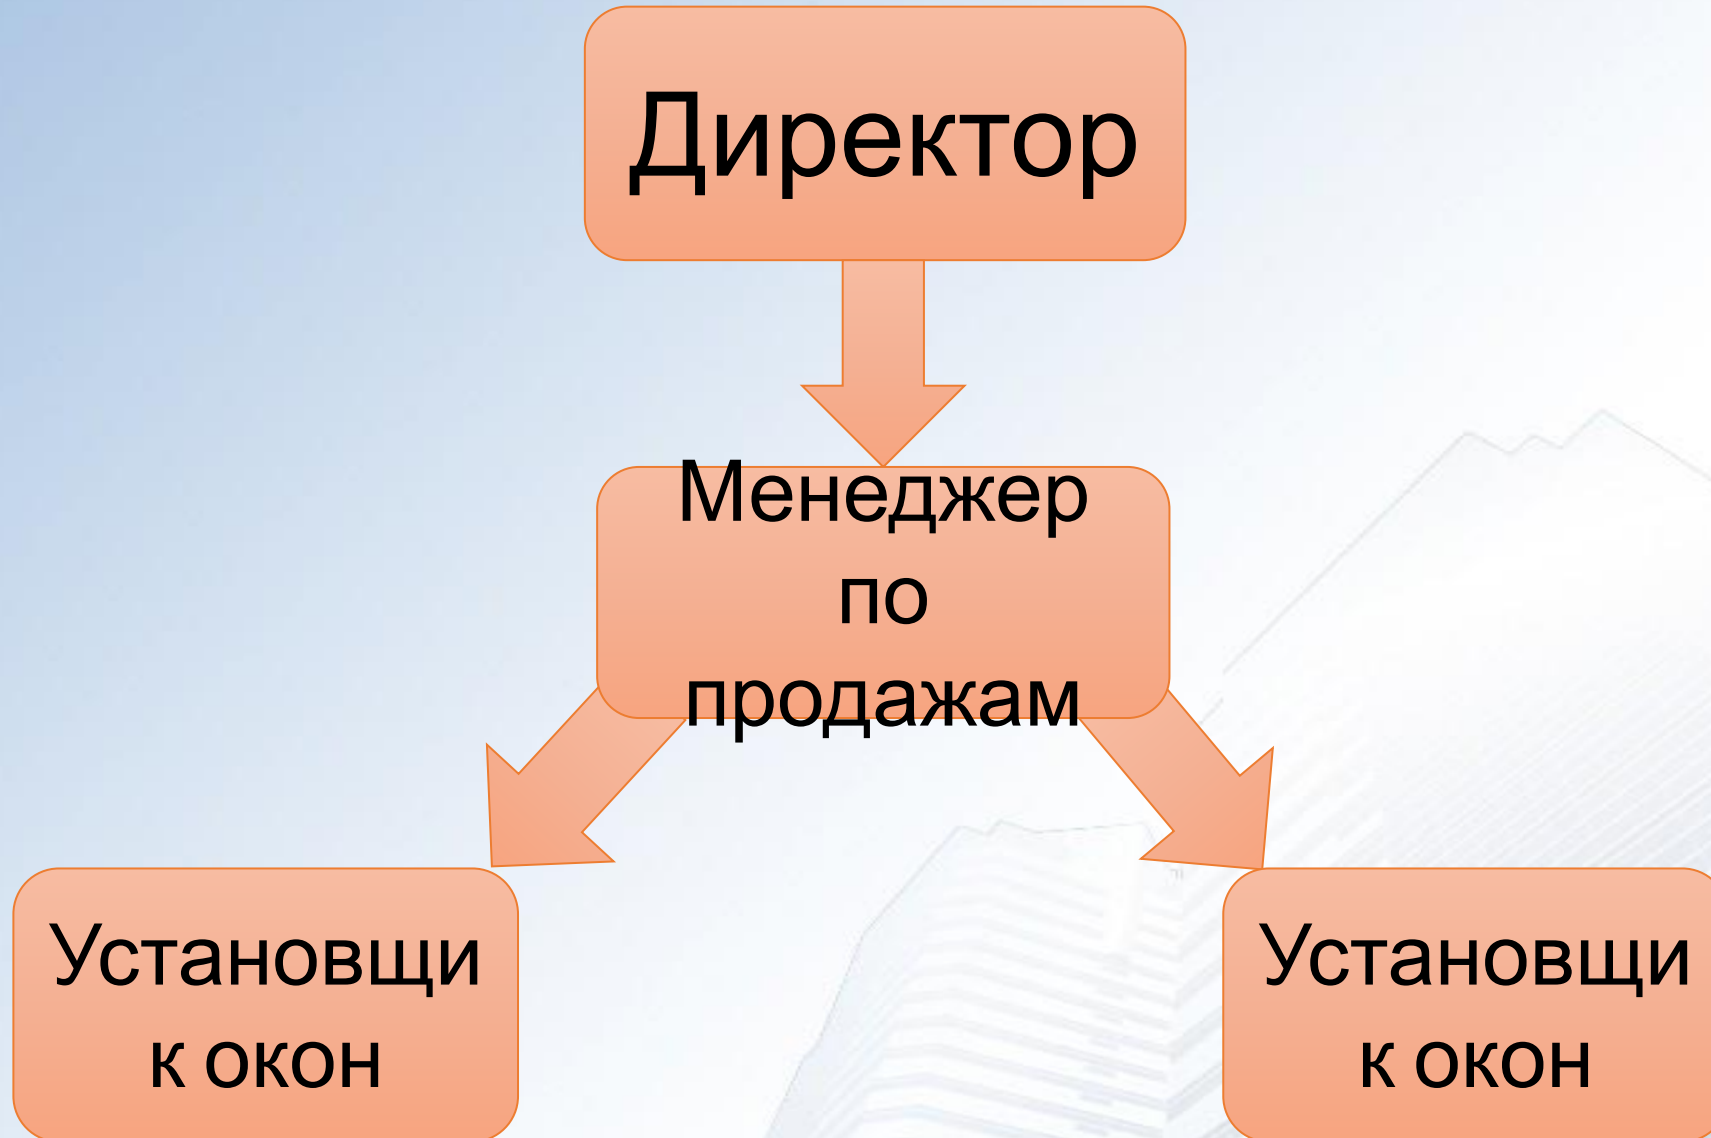 Директор
Менеджер
по
продажам
Установщи
к окон
Установщи
к окон